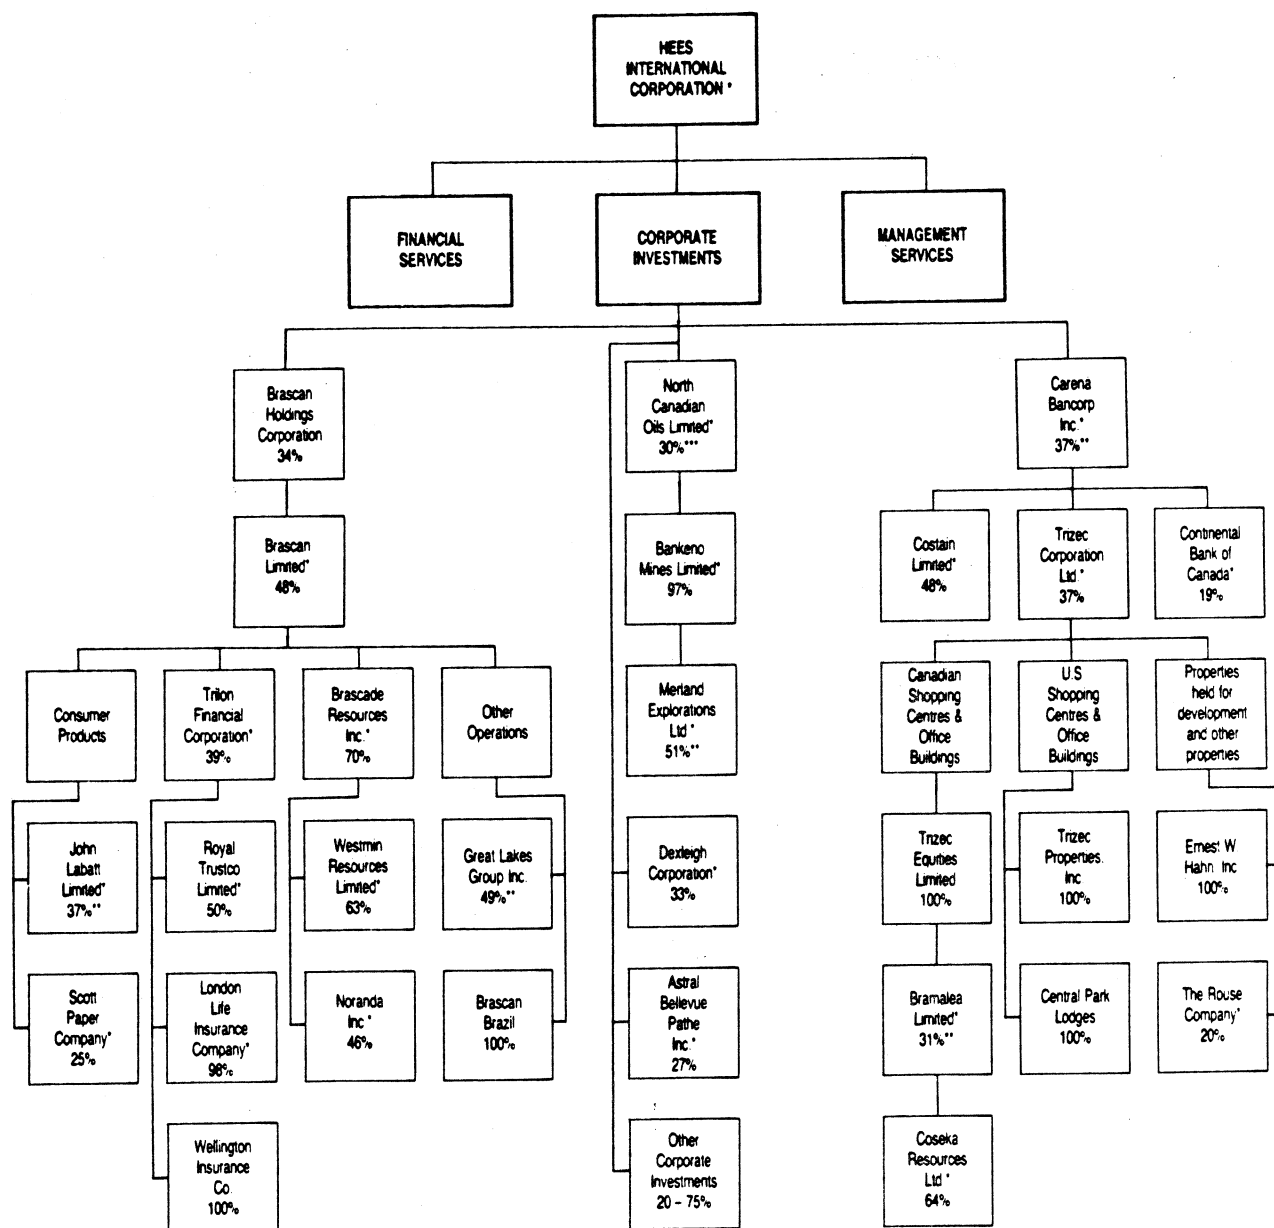 HEES
INTERNATIONAL
CORPORATION *
FINANCIAL
SERVICES
CORPORATE
INVESTMENTS
MANAGEMENT
SERVICES
Brascan
Holdings
Corporation
34%
North
Canadian
Oils Limited*
30%***
Carena
Bancorp
Inc.*
37%**
Brascan
Limited*
48%
Bankeno
Mines Limited*
97%
Costain
Limited*
48%
Trizec
Corporation
Ltd.*
37%
Continental
Bank of
Canada*
19%
Consumer
Products
Trilon
Financial
Corporation*
39%
Brascade
Resources
Inc.*
70%
Other
Operations
Merland
Explorations
Ltd *
51%**
Canadian
Shopping
Centres &
Office
Buildings
U.S
Shopping
Centres &
Office
Buildings
Properties
held for
development
and other
properties
John
Labatt
Limited*
37%**
Royal
Trustco
Limited*
50%
Westmin
Resources
Limited*
63%
Great Lakes
Group Inc.
49%**
Dexleigh
Corporation*
33%
Trizec
Equities
Limited
100%
Trizec
Properties.
Inc
100%
Ernest W
Hahn. Inc
100%
Scott
Paper
Company*
25%
London
Life
Insurance
Company*
98%
Noranda
Inc *
46%
Brascan
Brazil
100%
Astral
Bellevue
Pathe
Inc.*
27%
Bramalea
Limited*
31%**
Central Park
Lodges
100%
The Rouse
Company*
20%
Wellington
Insurance
Co.
100%
Other
Corporate
Investments
20 – 75%
Coseka
Resources
Ltd *
64%